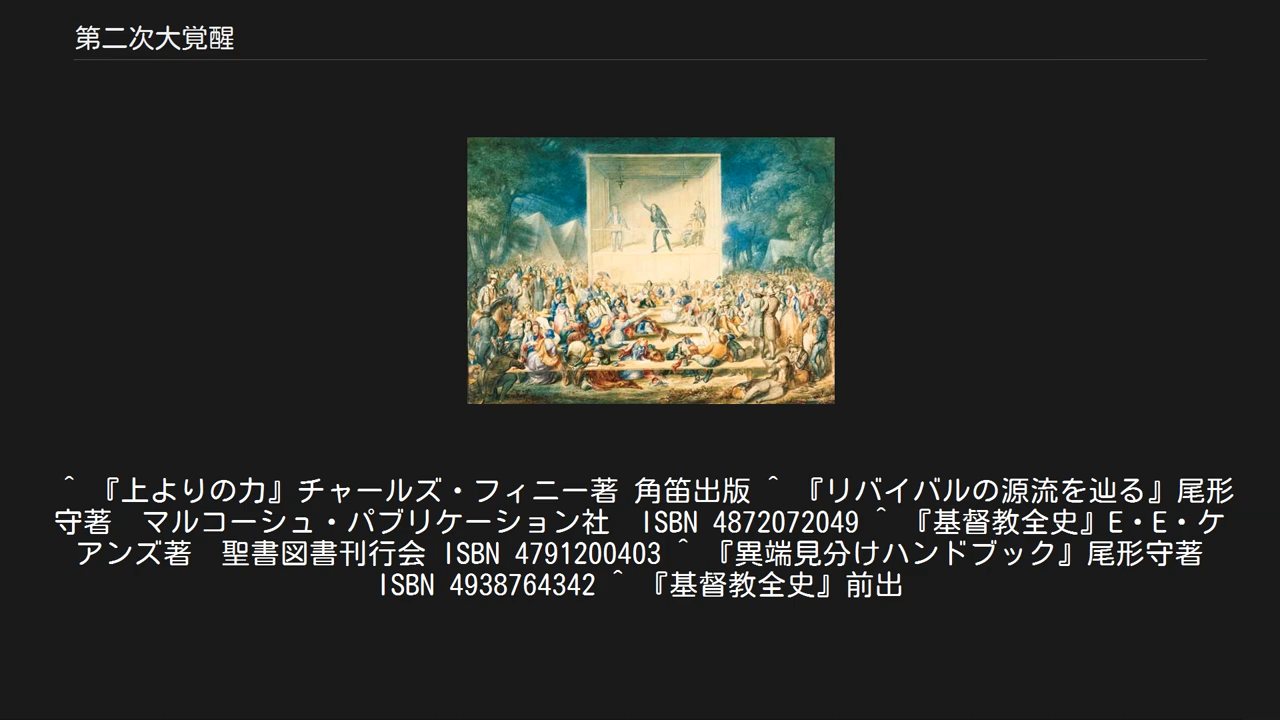 第二次大覚醒
^ 『上よりの力』チャールズ・フィニー著 角笛出版 ^ 『リバイバルの源流を辿る』尾形
守著　マルコーシュ・パブリケーション社　ISBN 4872072049 ^ 『基督教全史』E・E・ケ
アンズ著　聖書図書刊行会 ISBN 4791200403 ^ 『異端見分けハンドブック』尾形守著
ISBN 4938764342 ^ 『基督教全史』前出